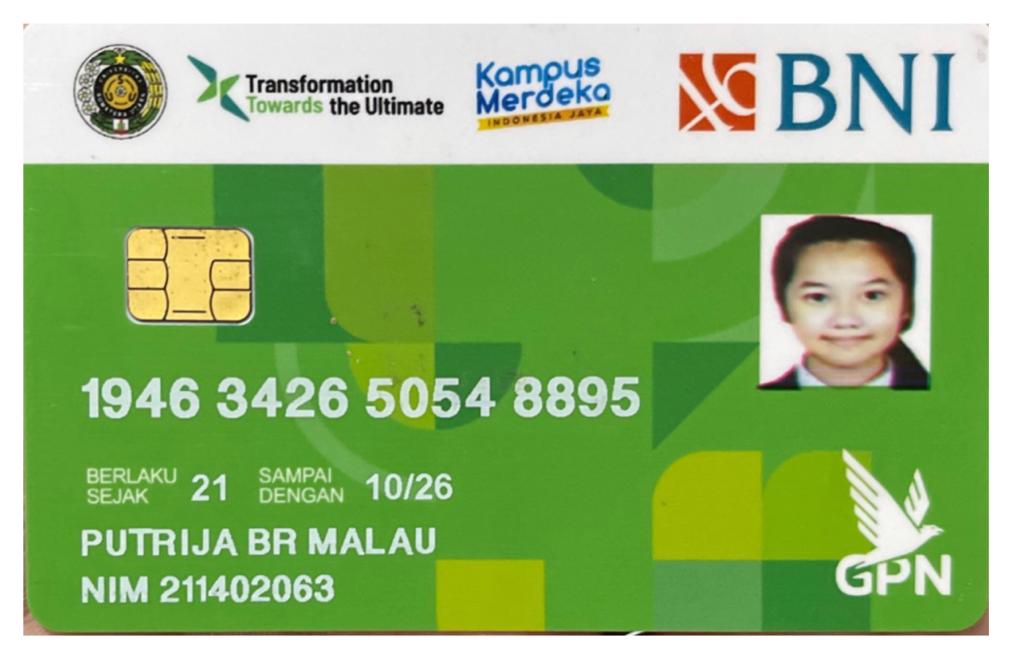 Transformation
Towards the Ultimate
Kampus
Merdeka
INDONESIA JAYA
BNI
1946 3426 5054 8895
BERLAKU SEJAK 21 SAMPAI DENGAN 10/26
PUTRIJA BR MALAU
NIM 211402063
GPN